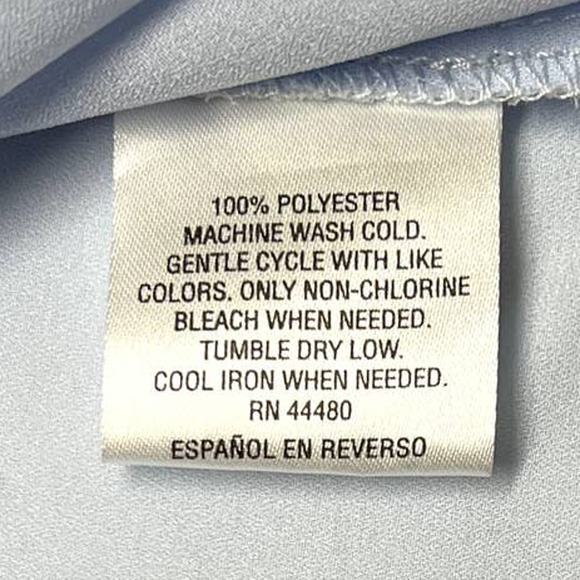 100% POLYESTER
MACHINE WASH COLD.
GENTLE CYCLE WITH LIKE
COLORS. ONLY NON-CHLORINE
BLEACH WHEN NEEDED.
TUMBLE DRY LOW.
COOL IRON WHEN NEEDED.
RN 44480
ESPAÑOL EN REVERSO